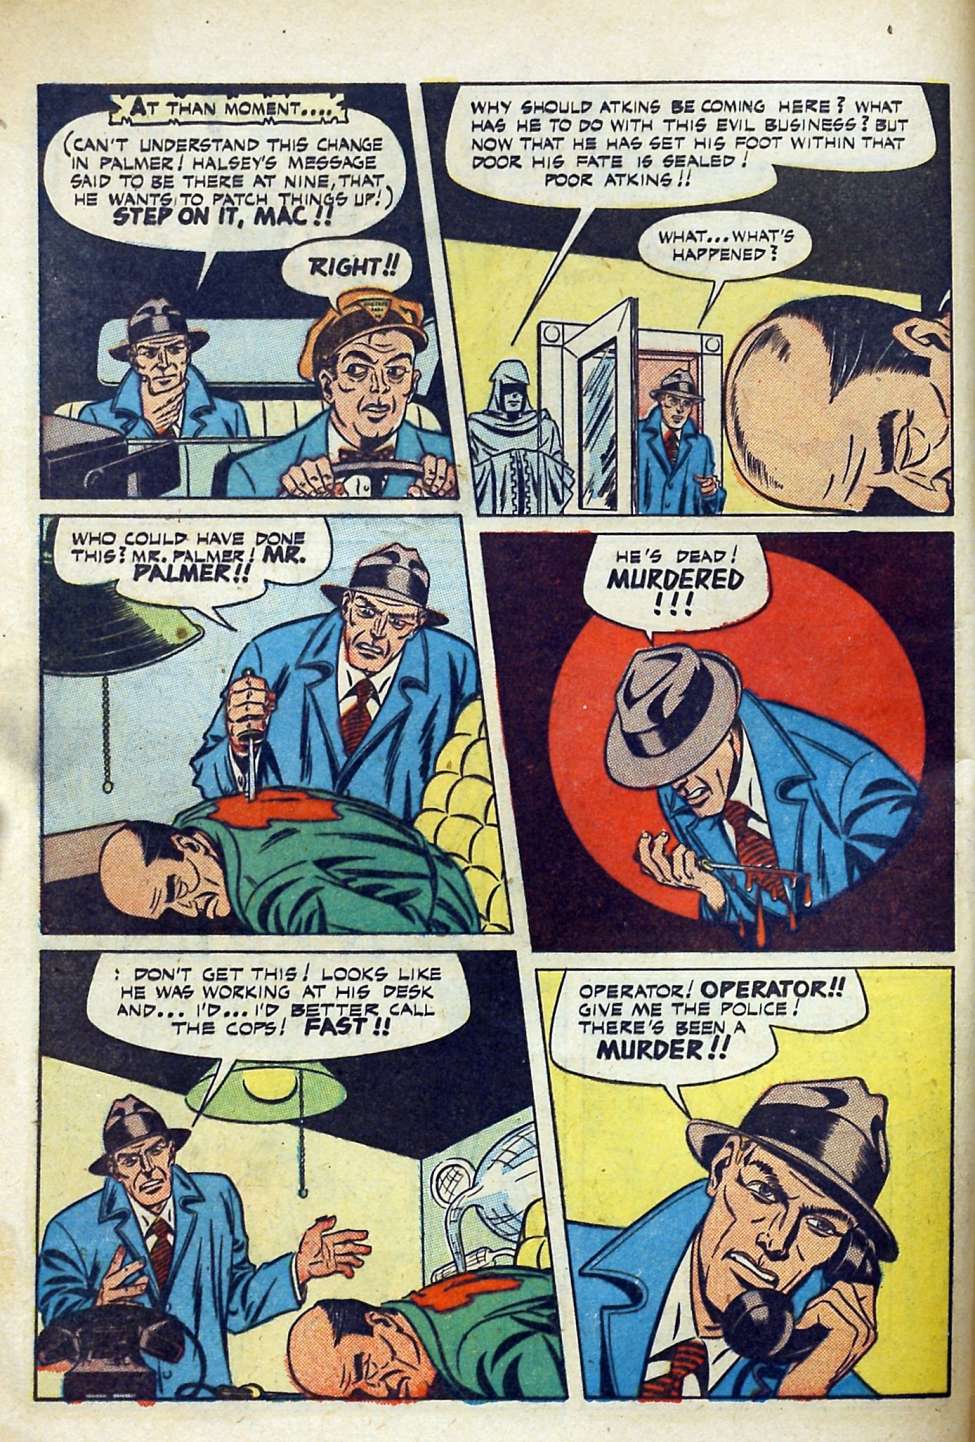 AT THAN MOMENT....
(CAN'T UNDERSTAND THIS CHANGE
IN PALMER! HALSEY'S MESSAGE
SAID TO BE THERE AT NINE, THAT
HE WANTS TO PATCH THINGS UP!)
STEP ON IT, MAC!!
RIGHT!!
WHY SHOULD ATKINS BE COMING HERE? WHAT
HAS HE TO DO WITH THIS EVIL BUSINESS? BUT
NOW THAT HE HAS SET HIS FOOT WITHIN THAT
DOOR HIS FATE IS SEALED!
POOR ATKINS!!
WHAT...WHAT'S
HAPPENED?
WHO COULD HAVE DONE
THIS? MR. PALMER! MR.
PALMER!!
HE'S DEAD!
MURDERED
!!!
: DON'T GET THIS! LOOKS LIKE
HE WAS WORKING AT HIS DESK
AND... I'D... I'D BETTER CALL
THE COPS! FAST!!
OPERATOR! OPERATOR!!
GIVE ME THE POLICE!
THERE'S BEEN A
MURDER!!